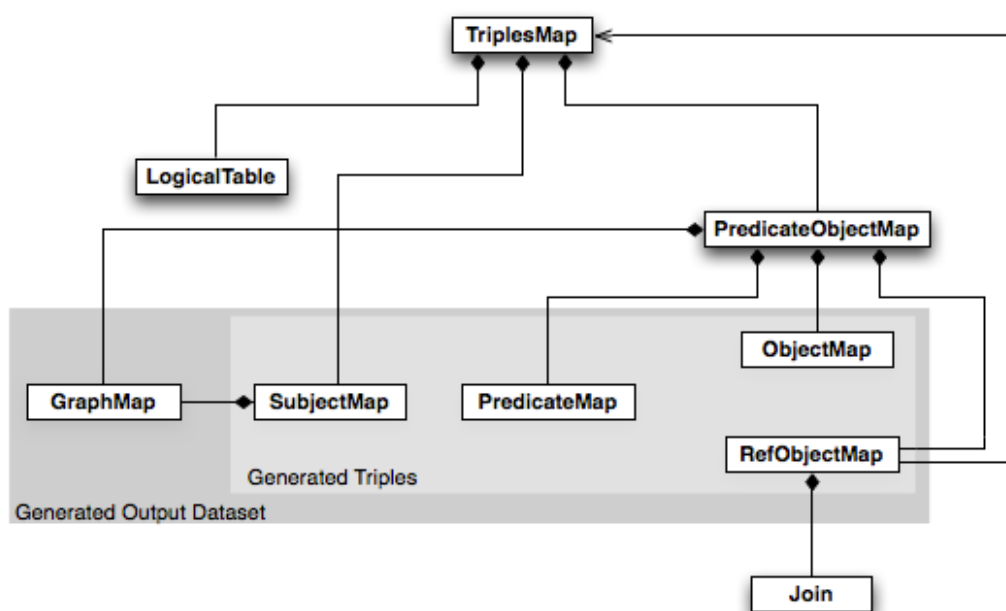 TriplesMap
LogicalTable
PredicateObjectMap
ObjectMap
GraphMap
SubjectMap
PredicateMap
RefObjectMap
Generated Triples
Generated Output Dataset
Join